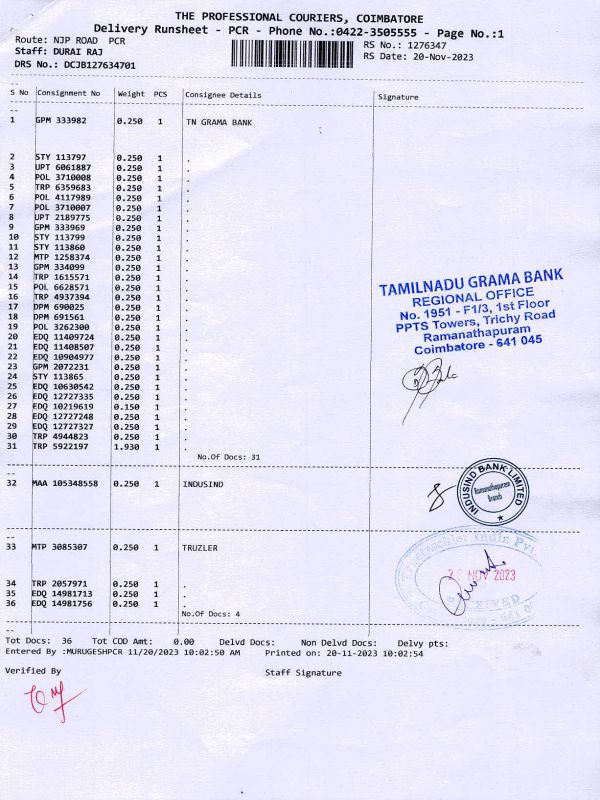 THE PROFESSIONAL COURIERS, COIMBATORE
Delivery Runsheet - PCR - Phone No.:0422-3505555 - Page No.:1
Route: NJP ROAD PCR
RS No.: 1276347
Staff: DURAI RAJ
RS Date: 20-Nov-2023
DRS No.: DCJB127634701
S No Consignment No Weight PCS Consignee Details Signature
1 GPM 333982 0.250 1 TN GRAMA BANK
2 STY 113797 0.250 1 .
3 UPT 6061887 0.250 1 .
4 POL 3710008 0.250 1 .
5 TRP 6359683 0.250 1 .
6 POL 4117989 0.250 1 .
7 POL 3710007 0.250 1 .
8 UPT 2189775 0.250 1 .
9 GPM 333969 0.250 1 .
10 STY 113799 0.250 1 .
11 STY 113860 0.250 1 .
12 MTP 1258374 0.250 1 .
13 GPM 334099 0.250 1 .
14 TRP 1615571 0.250 1 .
15 POL 6628571 0.250 1 .
16 TRP 4937394 0.250 1 .
17 DPM 690025 0.250 1 .
18 DPM 691561 0.250 1 .
19 POL 3262300 0.250 1 .
20 EDQ 11409724 0.250 1 .
21 EDQ 11408507 0.250 1 .
22 EDQ 10904977 0.250 1 .
23 GPM 2072231 0.250 1 .
24 STY 113865 0.250 1 .
25 EDQ 10630542 0.250 1 .
26 EDQ 12727335 0.250 1 .
27 EDQ 10219619 0.150 1 .
28 EDQ 12727248 0.250 1 .
29 EDQ 12727327 0.250 1 .
30 TRP 4944823 0.250 1 .
31 TRP 5922197 1.930 1 .
No.Of Docs: 31
TAMILNADU GRAMA BANK
REGIONAL OFFICE
No. 1951 - F1/3, 1st Floor
PPTS Towers, Trichy Road
Ramanathapuram
Coimbatore - 641 045
32 MAA 105348558 0.250 1 INDUSIND
INDUSIND BANK LIMITED
Ramanathapuram
Branch
33 MTP 3085307 0.250 1 TRUZLER
34 TRP 2057971 0.250 1 .
35 EDQ 14981713 0.250 1 .
36 EDQ 14981756 0.250 1 .
No.Of Docs: 4
NOV 2023
Tot Docs: 36 Tot COD Amt: 0.00 Delvd Docs: Non Delvd Docs: Delvy pts:
Entered By :MURUGESHPCR 11/20/2023 10:02:50 AM Printed on: 20-11-2023 10:02:54
Verified By Staff Signature